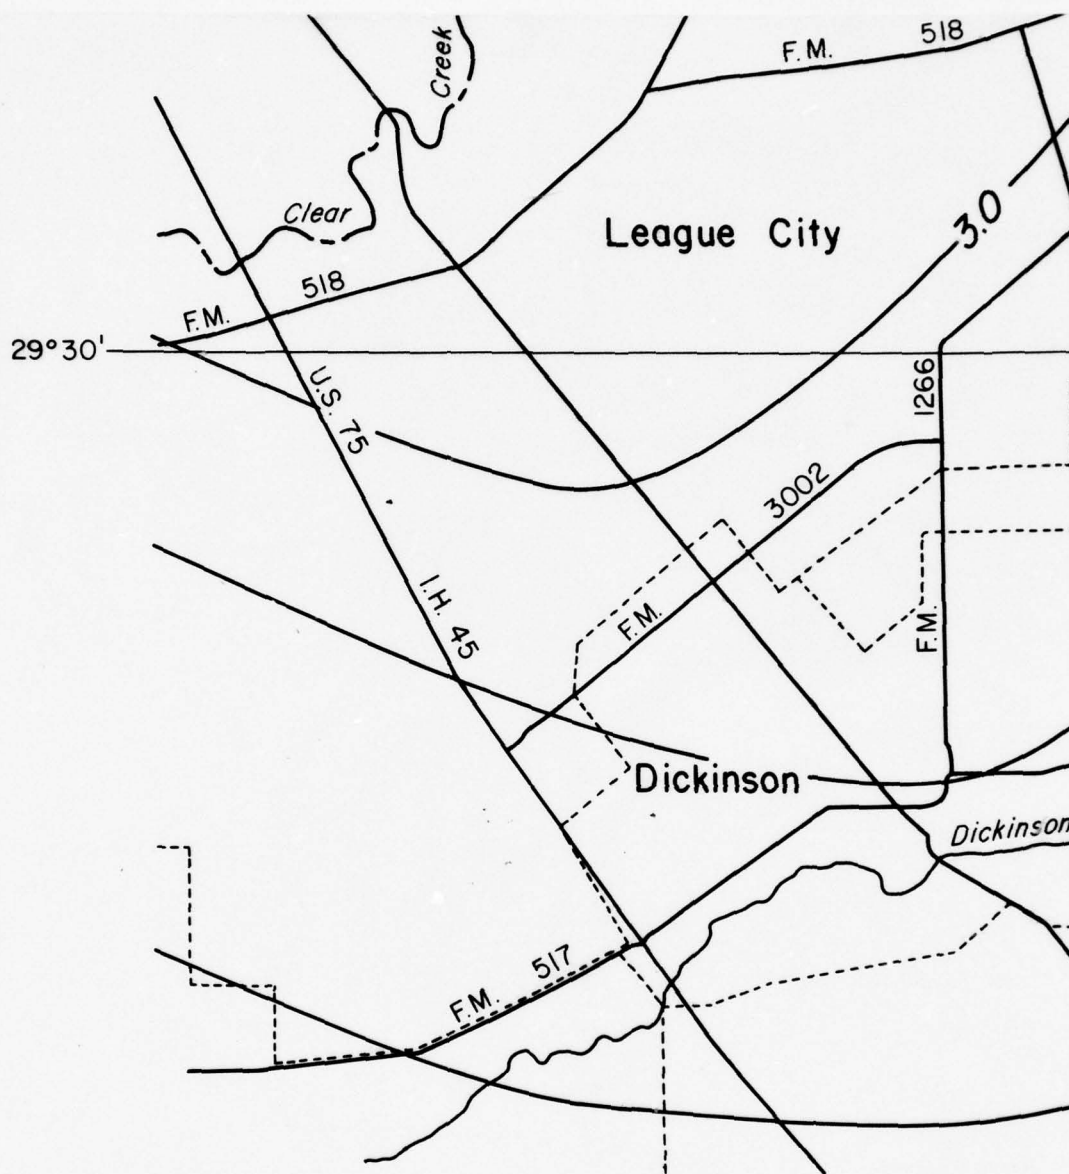 518
F.M.
Creek
Clear
League City
3.0
518
F.M.
29°30'
U.S. 75
1266
3002
I.H. 45
F.M.
F.M.
Dickinson
Dickinson
517
F.M.